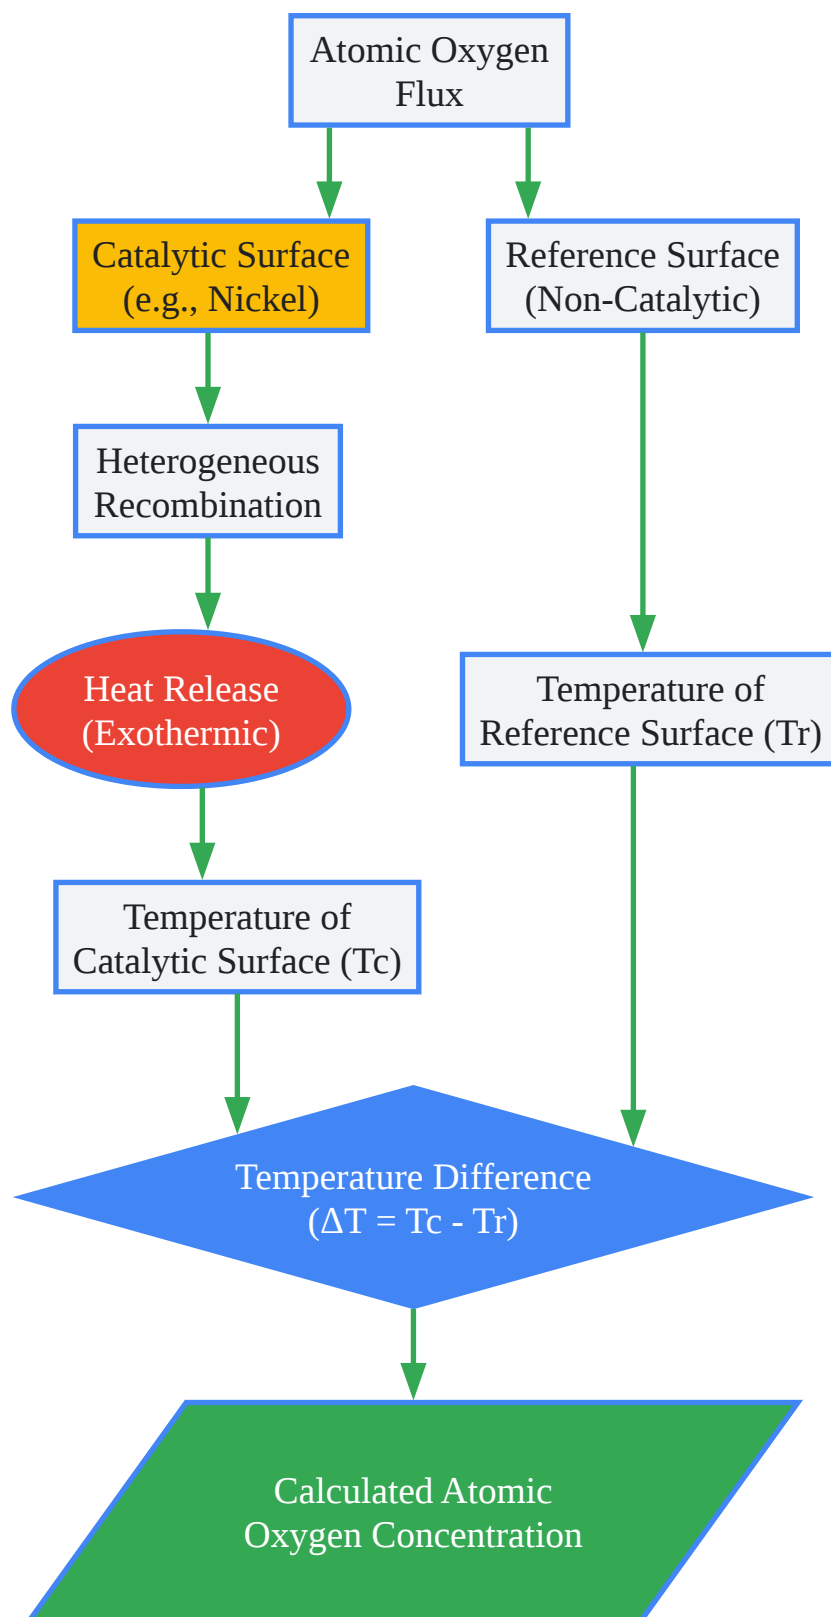 Atomic Oxygen
Flux
Catalytic Surface
(e.g., Nickel)
Reference Surface
(Non-Catalytic)
Heterogeneous
Recombination
Heat Release
(Exothermic)
Temperature of
Reference Surface (Tr)
Temperature of
Catalytic Surface (Tc)
Temperature Difference
(ΔT = Tc - Tr)
Calculated Atomic
Oxygen Concentration